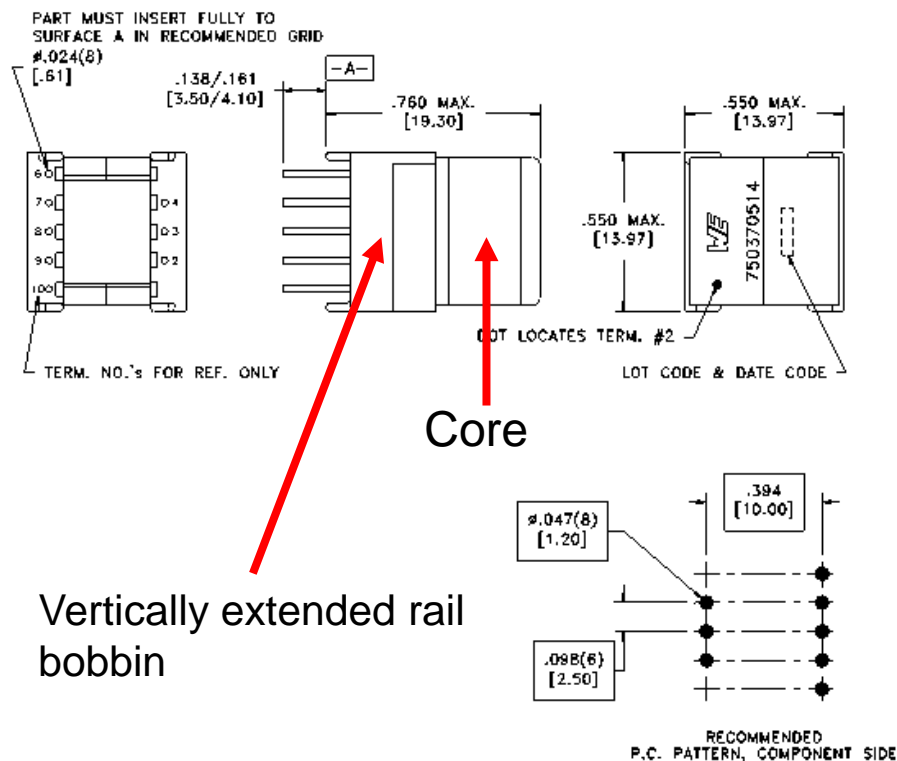 PART MUST INSERT FULLY TO
SURFACE A IN RECOMMENDED GRID
ø.024(8)
[.61]
.138/.161
[3.50/4.10]
-A-
.760 MAX.
[19.30]
.550 MAX.
[13.97]
6
7
8
9
10
4
3
2
.550 MAX.
[13.97]
WE
750370514
DOT LOCATES TERM. #2
TERM. NO.'s FOR REF. ONLY
LOT CODE & DATE CODE
Core
.394
[10.00]
ø.047(8)
[1.20]
Vertically extended rail
bobbin
.098(6)
[2.50]
RECOMMENDED
P.C. PATTERN, COMPONENT SIDE